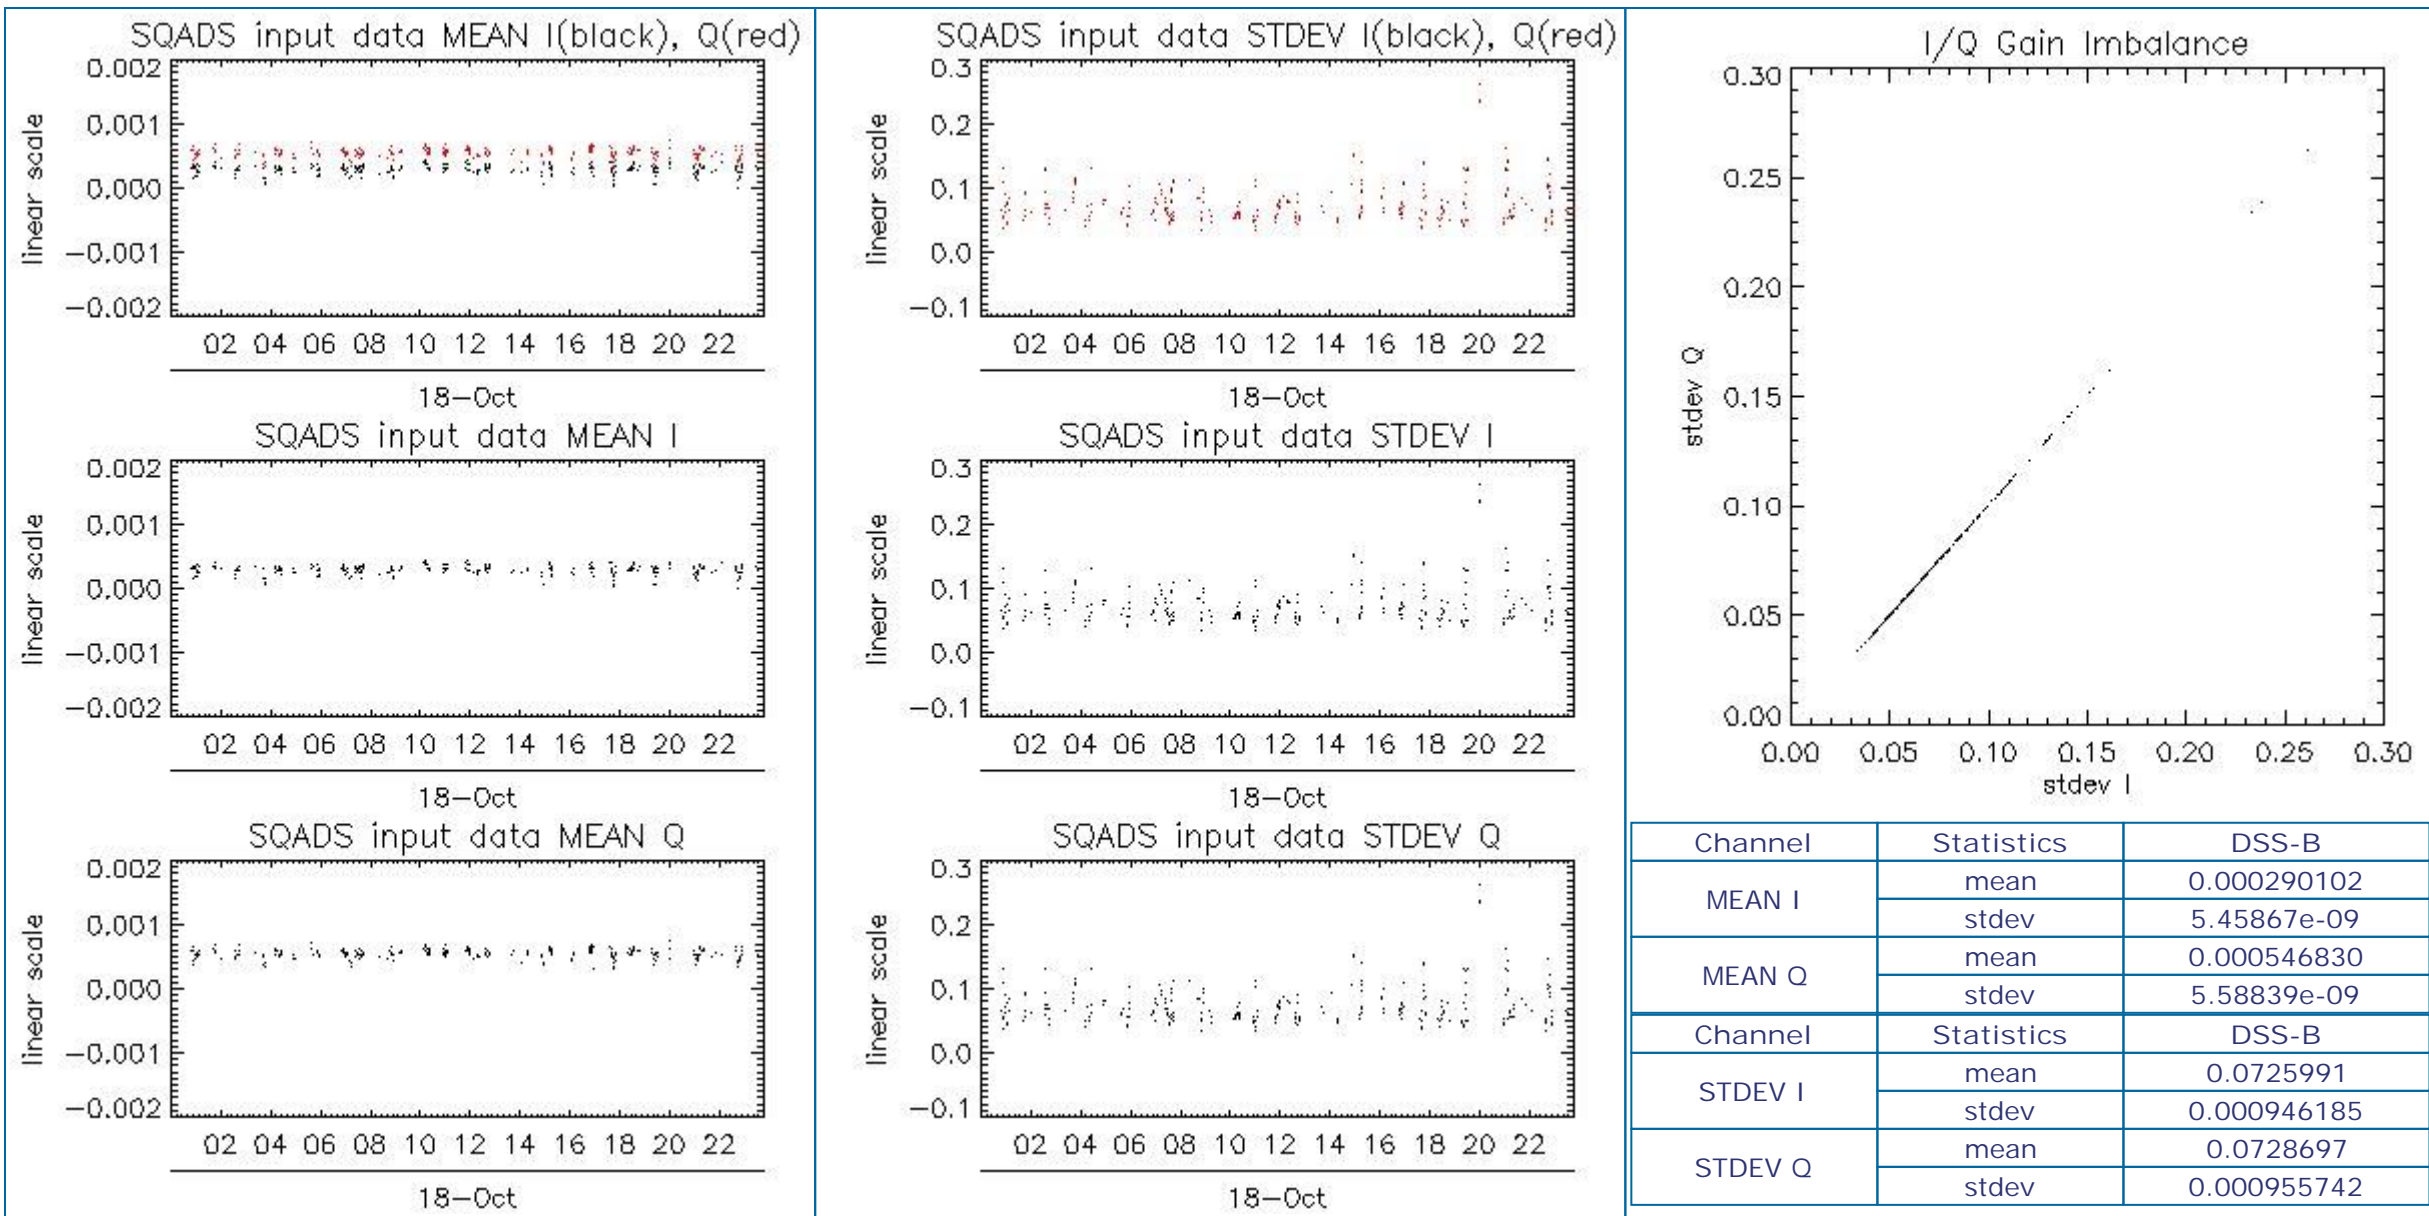 SQADS input data MEAN I(black), Q(red)
0.002
0.001
0.000
-0.001
-0.002
linear scale
02 04 06 08 10 12 14 16 18 20 22
18-Oct
SQADS input data MEAN I
0.002
0.001
0.000
-0.001
-0.002
linear scale
02 04 06 08 10 12 14 16 18 20 22
18-Oct
SQADS input data MEAN Q
0.002
0.001
0.000
-0.001
-0.002
linear scale
02 04 06 08 10 12 14 16 18 20 22
18-Oct
SQADS input data STDEV I(black), Q(red)
0.3
0.2
0.1
0.0
-0.1
linear scale
02 04 06 08 10 12 14 16 18 20 22
18-Oct
SQADS input data STDEV I
0.3
0.2
0.1
0.0
-0.1
linear scale
02 04 06 08 10 12 14 16 18 20 22
18-Oct
SQADS input data STDEV Q
0.3
0.2
0.1
0.0
-0.1
linear scale
02 04 06 08 10 12 14 16 18 20 22
18-Oct
I/Q Gain Imbalance
0.30
0.25
0.20
0.15
0.10
0.05
0.00
stdev Q
0.00 0.05 0.10 0.15 0.20 0.25 0.30
stdev I
Channel Statistics DSS-B
MEAN I mean 0.000290102
stdev 5.45867e-09
MEAN Q mean 0.000546830
stdev 5.58839e-09
Channel Statistics DSS-B
STDEV I mean 0.0725991
stdev 0.000946185
STDEV Q mean 0.0728697
stdev 0.000955742